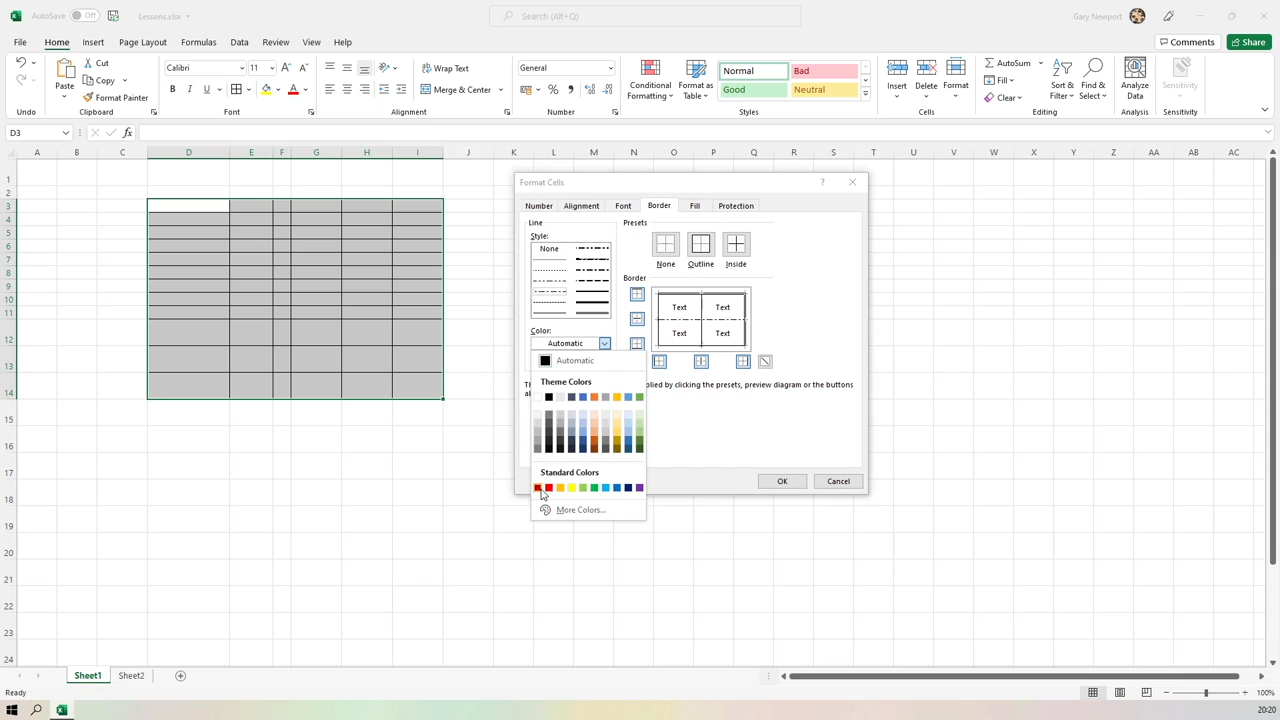 AutoSave Off Lessons.xlsx Search (Alt+Q) Gary Newport
File Home Insert Page Layout Formulas Data Review View Help Comments Share
Paste Cut Copy Format Painter Calibri 11 B I U A Wrap Text Merge & Center General % Conditional Formatting Format as Table Normal Bad Good Neutral Insert Delete Format AutoSum Fill Clear Sort & Filter Find & Select Analyze Data Sensitivity
Undo Clipboard Font Alignment Number Styles Cells Editing Analysis Sensitivity
D3 fx
A B C D E F G H I J K L M N O P Q R S T U V W X Y Z AA AB AC
1
2
3
4
5
6
7
8
9
10
11
12
13
14
15
16
17
18
19
20
21
22
23
24
Format Cells ?
Number Alignment Font Border Fill Protection
Line Presets
Style:
None
None Outline Inside
Border
Text Text
Text Text
Color:
Automatic
Automatic
Theme Colors
Th
plied by clicking the presets, preview diagram or the buttons
ab
Standard Colors
More Colors...
OK Cancel
Sheet1 Sheet2
Ready 100%
20:20